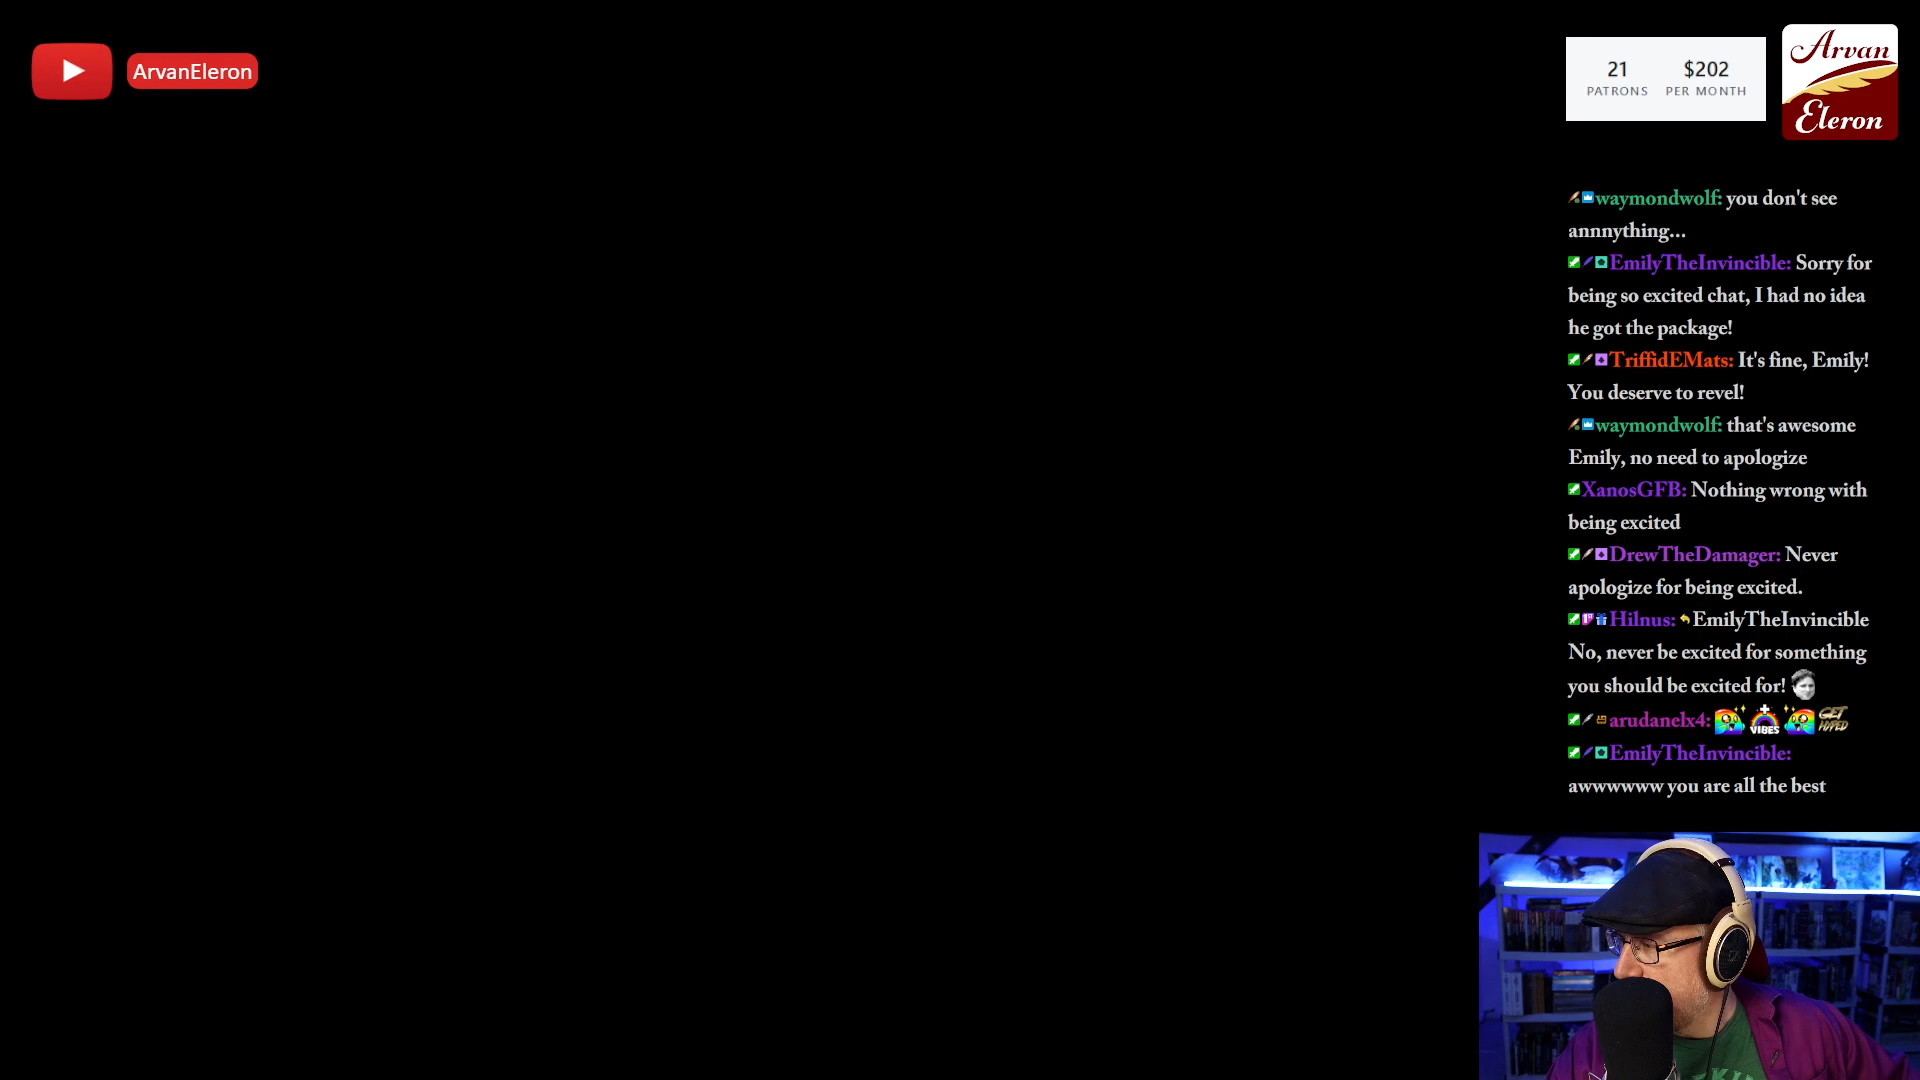 ArvanEleron
21 $202
PATRONS PER MONTH
Arvan
Eleron
waymondwolf: you don't see
annnything...
EmilyTheInvincible: Sorry for
being so excited chat, I had no idea
he got the package!
TriffidEMats: It's fine, Emily!
You deserve to revel!
waymondwolf: that's awesome
Emily, no need to apologize
XanosGFB: Nothing wrong with
being excited
DrewTheDamager: Never
apologize for being excited.
Hilnus: EmilyTheInvincible
No, never be excited for something
you should be excited for!
arudanelx4: VIBES GET HYPED
EmilyTheInvincible:
awwwwww you are all the best